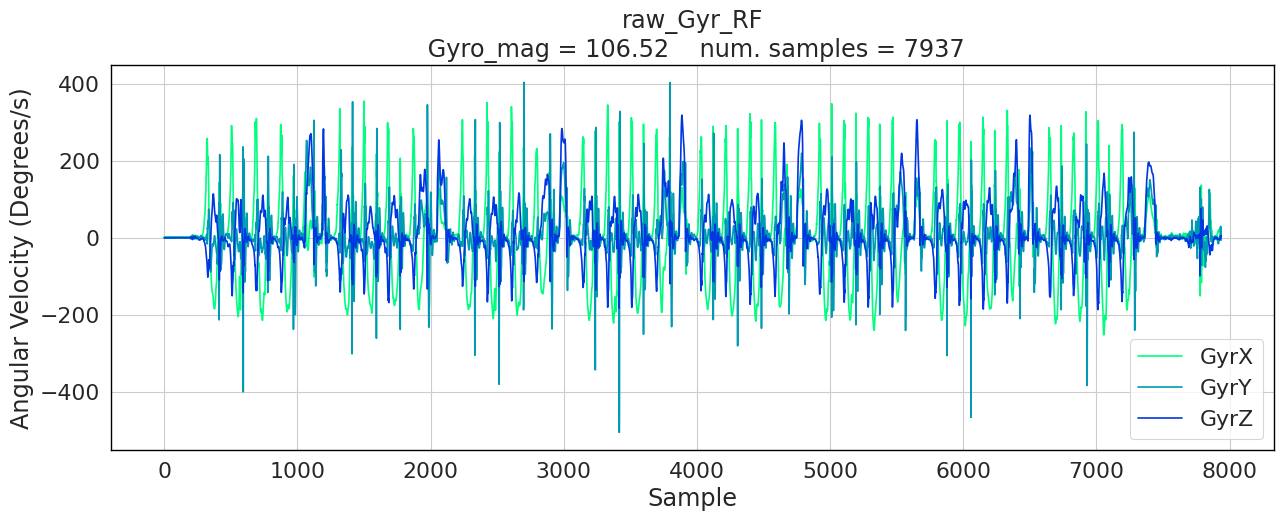 raw_Gyr_RF
Gyro_mag = 106.52    num. samples = 7937
Angular Velocity (Degrees/s)
400
200
0
−200
−400
0 1000 2000 3000 4000 5000 6000 7000 8000
Sample
GyrX
GyrY
GyrZ